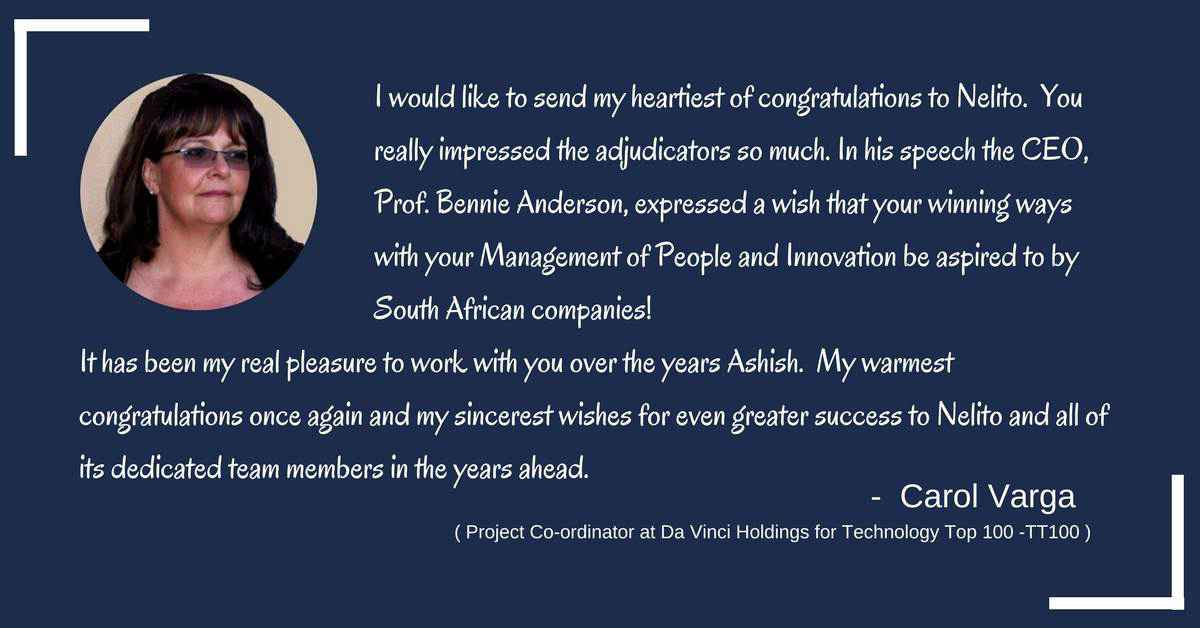 I would like to send my heartiest of congratulations to Nelito. You
really impressed the adjudicators so much. In his speech the CEO,
Prof. Bennie Anderson, expressed a wish that your winning ways
with your Management of People and Innovation be aspired to by
South African companies!
It has been my real pleasure to work with you over the years Ashish. My warmest
congratulations once again and my sincerest wishes for even greater success to Nelito and all of
its dedicated team members in the years ahead.
- Carol Varga
( Project Co-ordinator at Da Vinci Holdings for Technology Top 100 -TT100 )